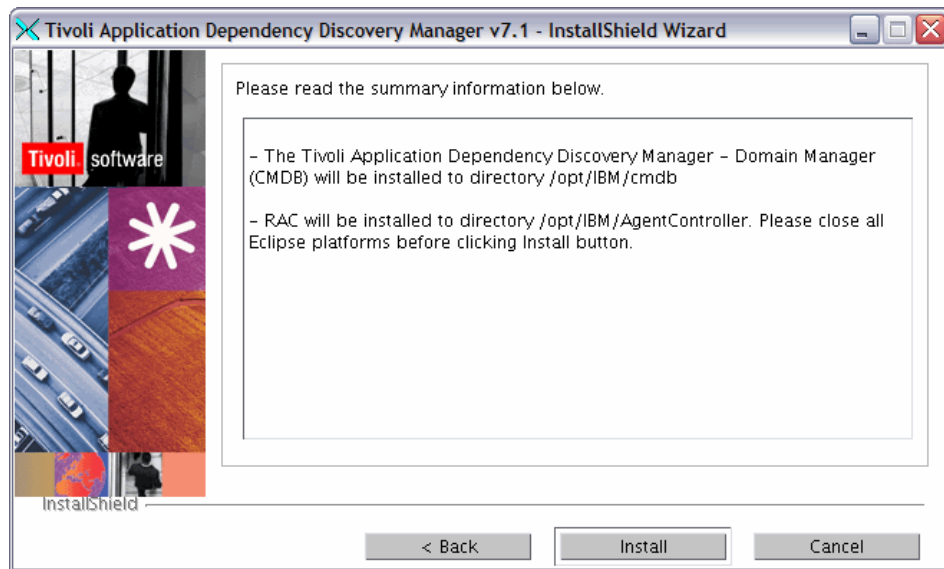 Tivoli Application Dependency Discovery Manager v7.1 - InstallShield Wizard
Please read the summary information below.
Tivoli. software
– The Tivoli Application Dependency Discovery Manager – Domain Manager
(CMDB) will be installed to directory /opt/IBM/cmdb
– RAC will be installed to directory /opt/IBM/AgentController. Please close all
Eclipse platforms before clicking Install button.
InstallShield
< Back Install Cancel